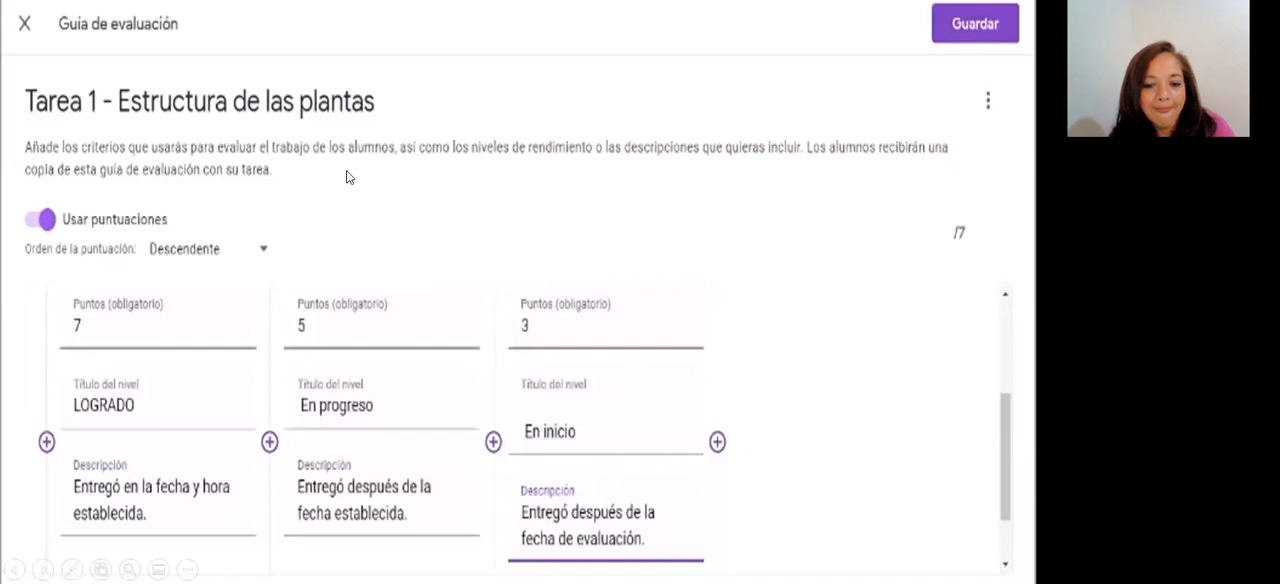 Guía de evaluación
Guardar
Tarea 1 - Estructura de las plantas
Añade los criterios que usarás para evaluar el trabajo de los alumnos, así como los niveles de rendimiento o las descripciones que quieras incluir. Los alumnos recibirán una
copia de esta guía de evaluación con su tarea.
Usar puntuaciones
/7
Orden de la puntuación: Descendente
Puntos (obligatorio)
7
Título del nivel
LOGRADO
Descripción
Entregó en la fecha y hora
establecida.
Puntos (obligatorio)
5
Título del nivel
En progreso
Descripción
Entregó después de la
fecha establecida.
Puntos (obligatorio)
3
Título del nivel
En inicio
Descripción
Entregó después de la
fecha de evaluación.